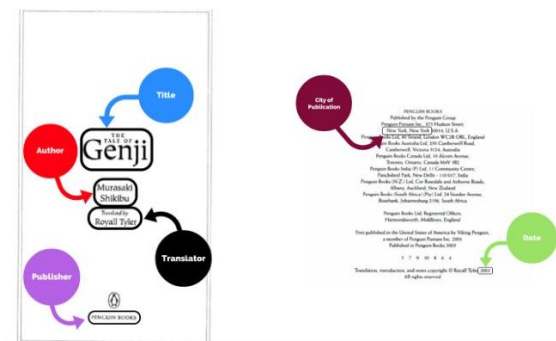 Title
THE
TALE OF
Genji
Author
Murasaki
Shikibu
Translated by
Royall Tyler
Translator
Publisher
PENGUIN BOOKS
City of
Publication
PENGUIN BOOKS
Published by the Penguin Group
Penguin Putnam Inc., 375 Hudson Street,
New York, New York 10014, U.S.A.
Penguin Books Ltd, 80 Strand, London WC2R 0RL, England
Penguin Books Australia Ltd, 250 Camberwell Road,
Camberwell, Victoria 3124, Australia
Penguin Books Canada Ltd, 10 Alcorn Avenue,
Toronto, Ontario, Canada M4V 3B2
Penguin Books India (P) Ltd, 11 Community Centre,
Panchsheel Park, New Delhi – 110 017, India
Penguin Books (N.Z.) Ltd, Cnr Rosedale and Airborne Roads,
Albany, Auckland, New Zealand
Penguin Books (South Africa) (Pty) Ltd, 24 Sturdee Avenue,
Rosebank, Johannesburg 2196, South Africa
Penguin Books Ltd, Registered Offices:
Harmondsworth, Middlesex, England
First published in the United States of America by Viking Penguin,
a member of Penguin Putnam Inc. 2001
Published in Penguin Books
Date
Translation, introduction, and notes copyright © Royall Tyler, 2001
All rights reserved